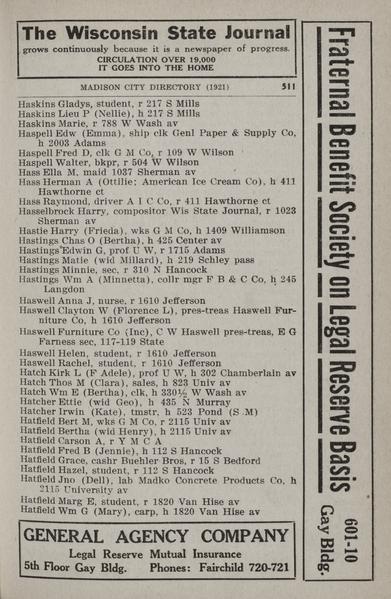 The Wisconsin State Journal
grows continuously because it is a newspaper of progress.
CIRCULATION OVER 19,000
IT GOES INTO THE HOME
MADISON CITY DIRECTORY (1921) 511
Haskins Gladys, student, r 217 S Mills
Haskins Lieu P (Nellie), h 217 S Mills
Haskins Marie, r 788 W Wash av
Haspell Edw (Emma), ship clk Genl Paper & Supply Co,
h 2003 Adams
Haspell Fred D, clk G M Co, r 109 W Wilson
Haspell Walter, bkpr, r 504 W Wilson
Hass Ella M, maid 1037 Sherman av
Hass Herman A (Ottilie; American Ice Cream Co), h 411
Hawthorne ct
Hass Raymond, driver A I C Co, r 411 Hawthorne ct
Hasselbrock Harry, compositor Wis State Journal, r 1023
Sherman av
Hastie Harry (Frieda), wks G M Co, h 1409 Williamson
Hastings Chas O (Bertha), h 425 Center av
Hastings Edwin G, prof U W, r 1715 Adams
Hastings Matie (wid Millard), h 219 Schley pass
Hastings Minnie, sec, r 310 N Hancock
Hastings Wm A (Minnetta), collr mgr F B & C Co, h 245
Langdon
Haswell Anna J, nurse, r 1610 Jefferson
Haswell Clayton W (Florence L), pres-treas Haswell Fur-
niture Co, h 1610 Jefferson
Haswell Furniture Co (Inc), C W Haswell pres-treas, E G
Farness sec, 117-119 State
Haswell Helen, student, r 1610 Jefferson
Haswell Rachel, student, r 1610 Jefferson
Hatch Kirk L (F Adele), prof U W, h 302 Chamberlain av
Hatch Thos M (Clara), sales, h 823 Univ av
Hatch Wm E (Bertha), clk, h 330½ W Wash av
Hatcher Ettie (wid Geo), h 435 N Murray
Hatcher Irwin (Kate), tmstr, h 523 Pond (S M)
Hatfield Bert M, wks G M Co, r 2115 Univ av
Hatfield Bertha (wid Henry), h 2115 Univ av
Hatfield Carson A, r Y M C A
Hatfield Fred B (Jennie), h 112 S Hancock
Hatfield Grace, cashr Buehler Bros, r 15 S Bedford
Hatfield Hazel, student, r 112 S Hancock
Hatfield Jno (Dell), lab Madko Concrete Products Co, h
2115 University av
Hatfield Marg E, student, r 1820 Van Hise av
Hatfield Wm G (Mary), carp, h 1820 Van Hise av
GENERAL AGENCY COMPANY
Legal Reserve Mutual Insurance
5th Floor Gay Bldg. Phones: Fairchild 720-721
Fraternal Benefit Society on Legal Reserve Basis
601-10
Gay Bldg.